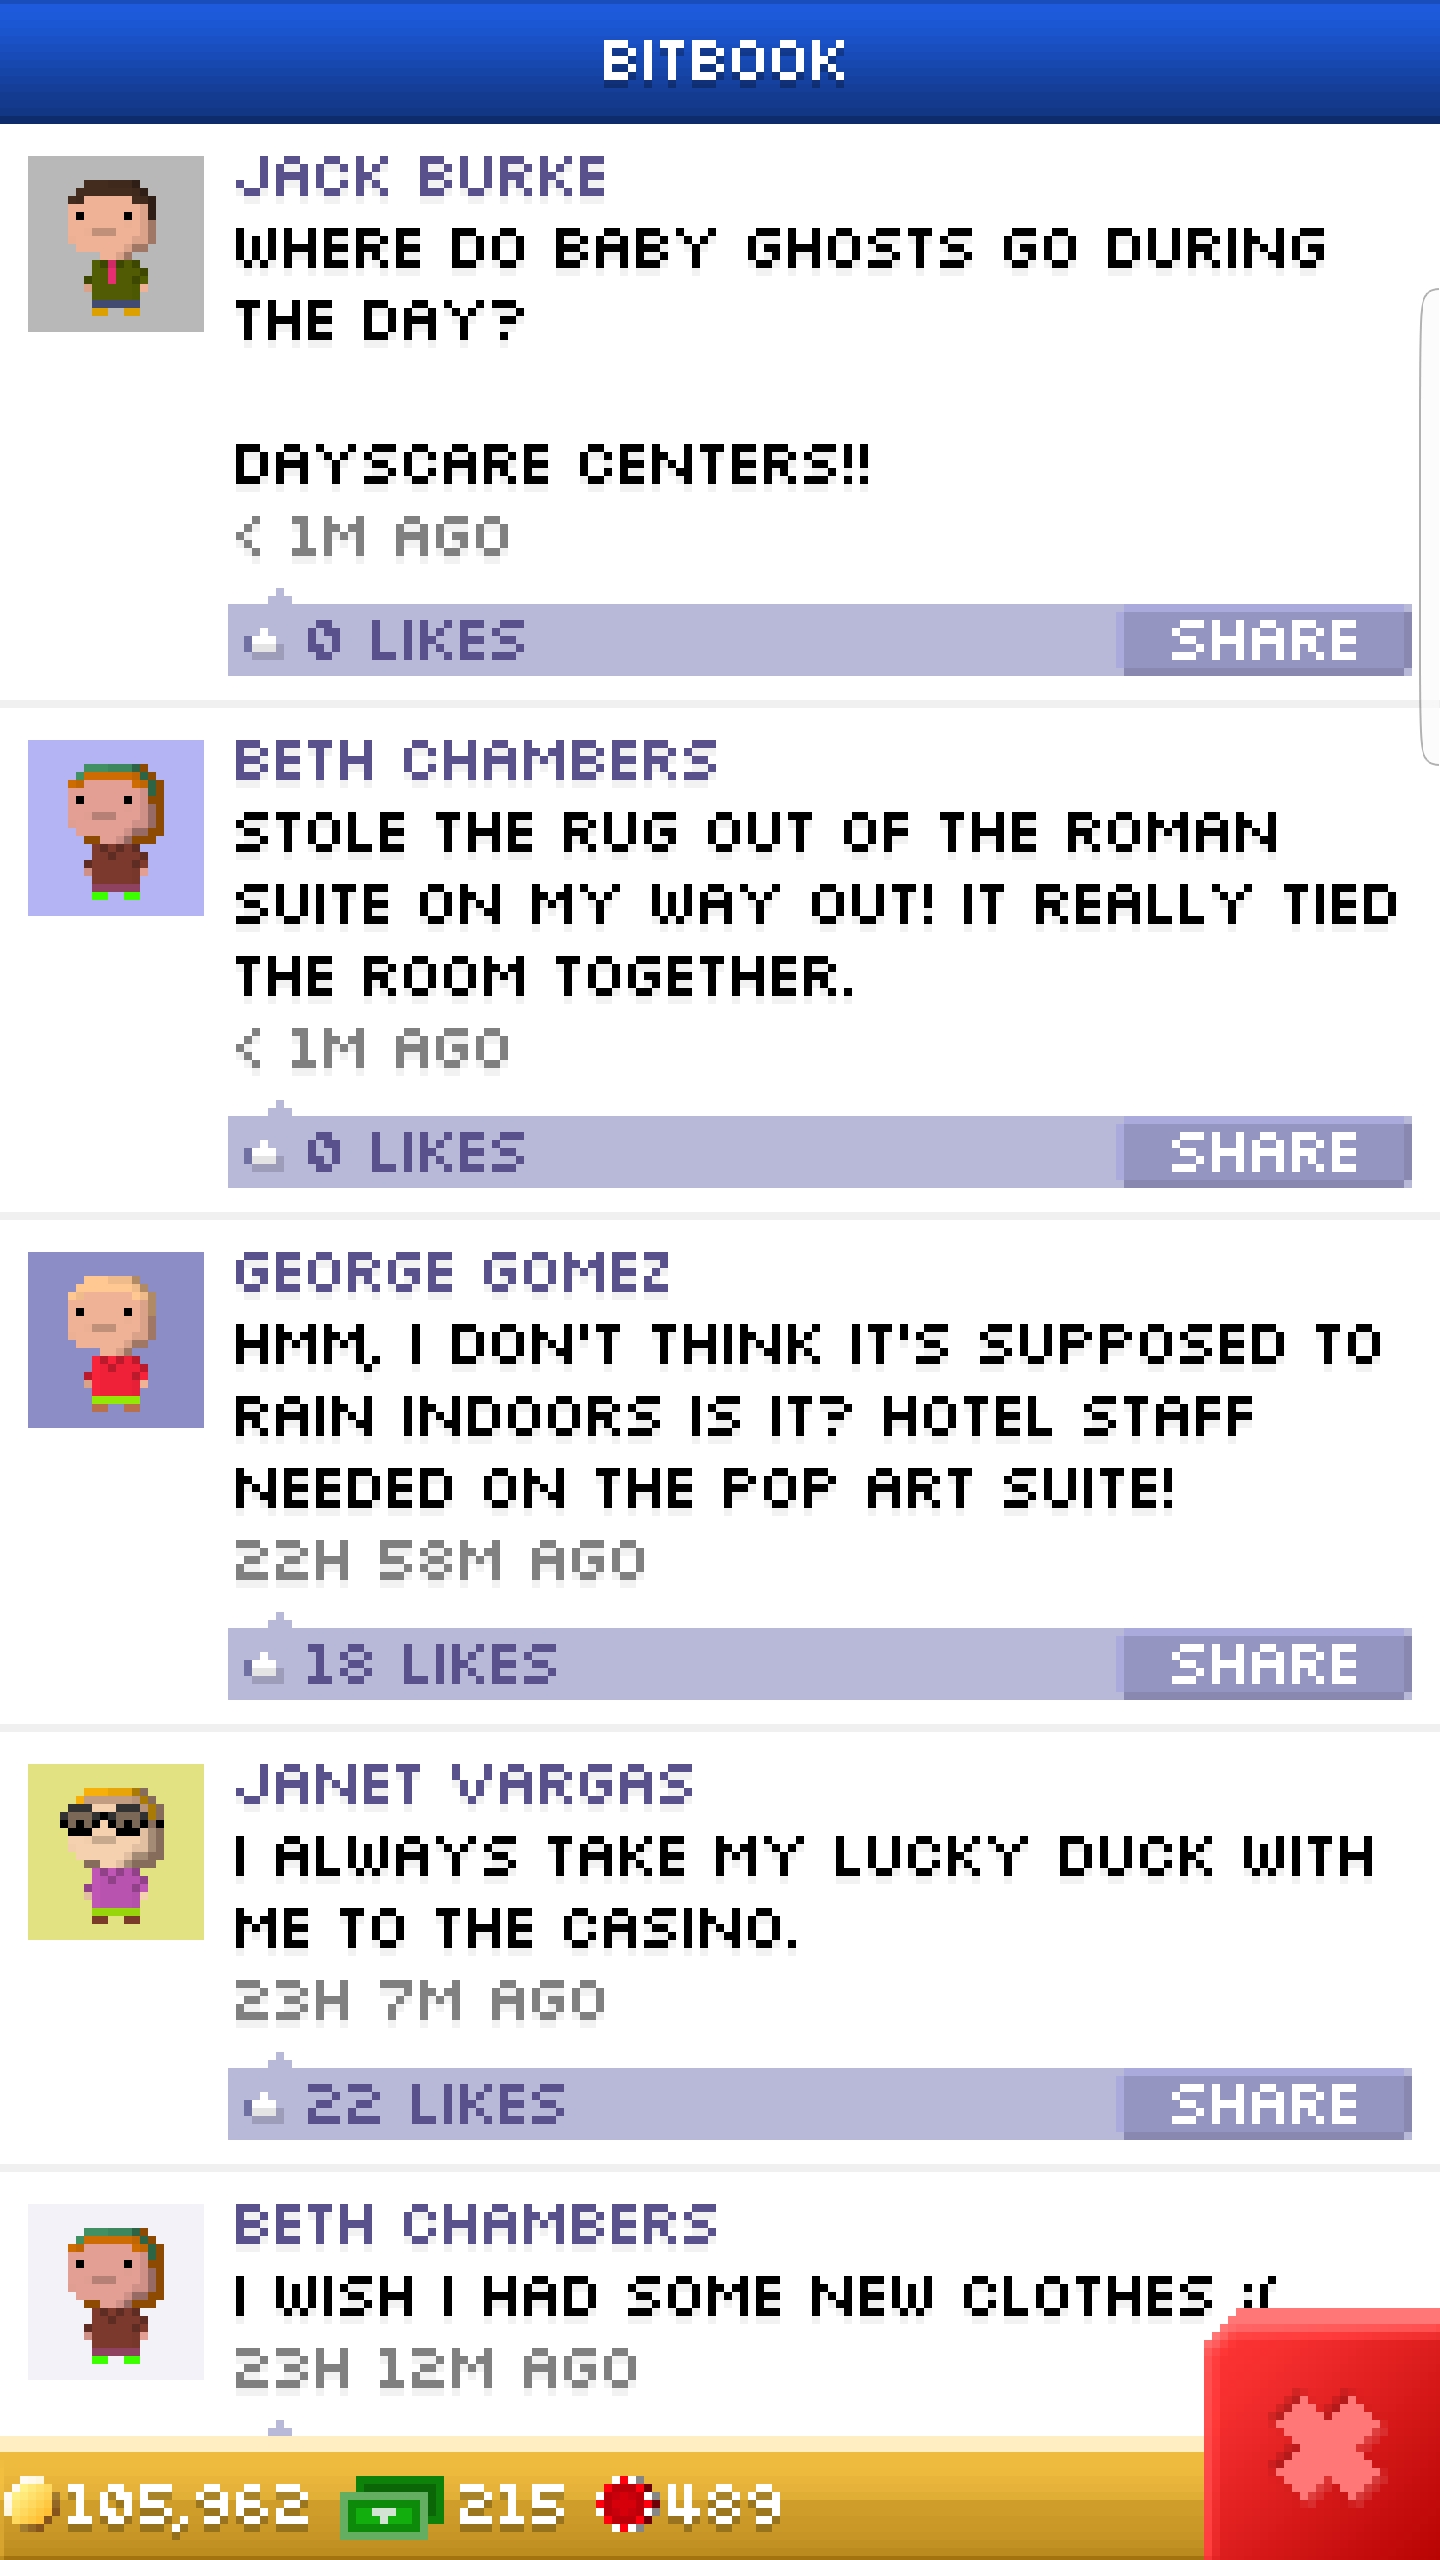 BITBOOK
JACK BURKE
WHERE DO BABY GHOSTS GO DURING
THE DAY?
DAYSCARE CENTERS!!
< 1M AGO
0 LIKES
SHARE
BETH CHAMBERS
STOLE THE RUG OUT OF THE ROMAN
SUITE ON MY WAY OUT! IT REALLY TIED
THE ROOM TOGETHER.
< 1M AGO
0 LIKES
SHARE
GEORGE GOMEZ
HMM, I DON'T THINK IT'S SUPPOSED TO
RAIN INDOORS IS IT? HOTEL STAFF
NEEDED ON THE POP ART SUITE!
22H 58M AGO
18 LIKES
SHARE
JANET VARGAS
I ALWAYS TAKE MY LUCKY DUCK WITH
ME TO THE CASINO.
23H 7M AGO
22 LIKES
SHARE
BETH CHAMBERS
I WISH I HAD SOME NEW CLOTHES :(
23H 12M AGO
105,962 215 489